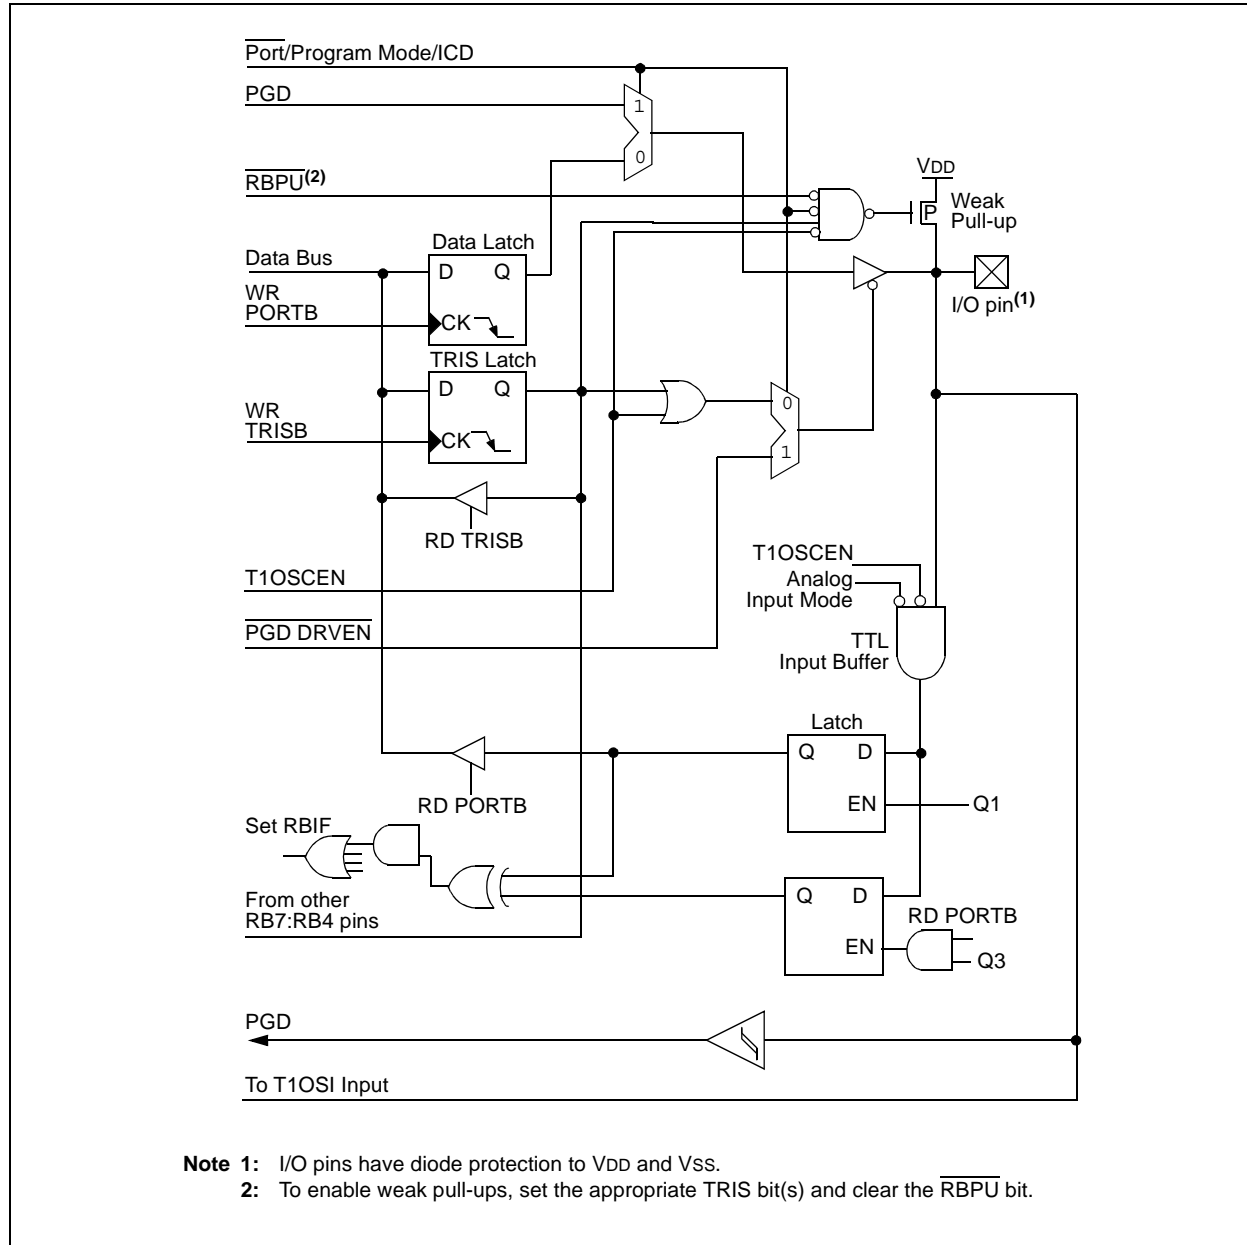 Port/Program Mode/ICD
PGD
1
0
RBPU(2)
VDD
P
Weak
Pull-up
Data Bus
Data Latch
D
Q
CK
WR
PORTB
I/O pin(1)
TRIS Latch
D
Q
CK
WR
TRISB
0
1
RD TRISB
T1OSCEN
PGD DRVEN
T1OSCEN
Analog
Input Mode
TTL
Input Buffer
Latch
Q
D
EN
Q1
RD PORTB
Set RBIF
From other
RB7:RB4 pins
Q
D
EN
RD PORTB
Q3
PGD
To T1OSI Input
Note 1: I/O pins have diode protection to VDD and VSS.
2: To enable weak pull-ups, set the appropriate TRIS bit(s) and clear the RBPU bit.